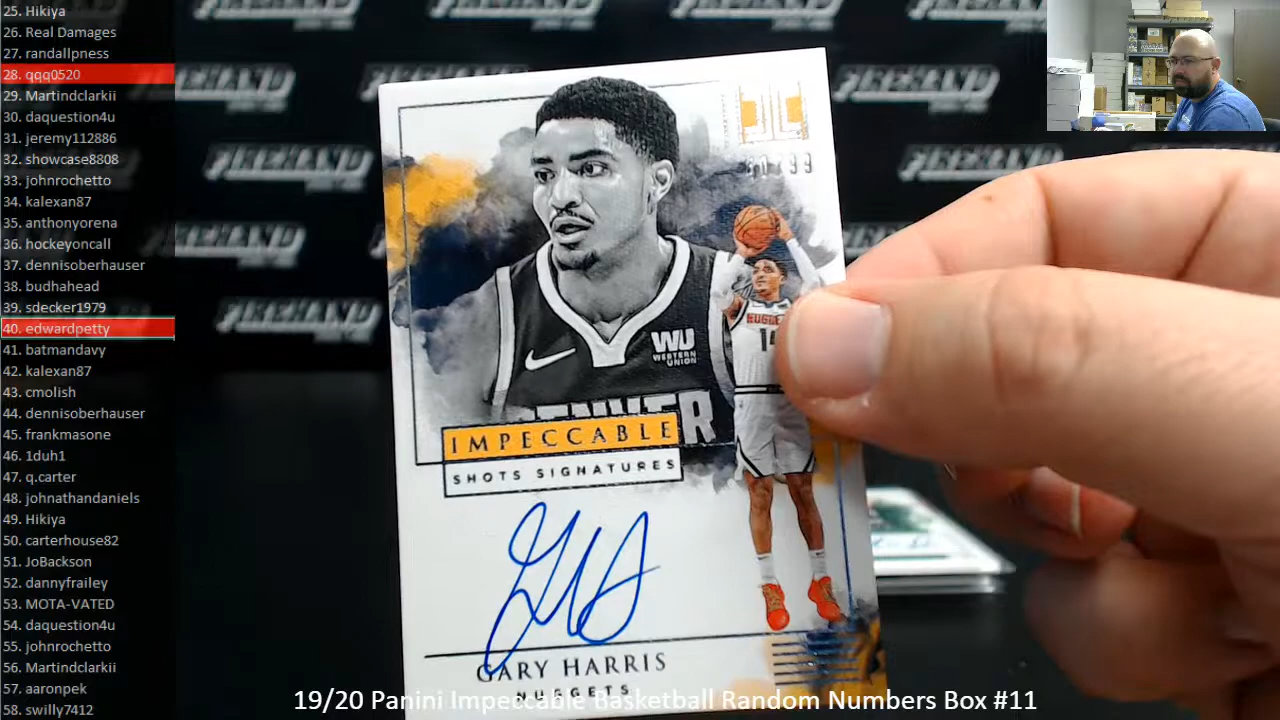 25. Hikiya
26. Real Damages
27. randallpness
28. qqq0520
29. Martindclarkii
30. daquestion4u
31. jeremy112886
32. showcase8808
33. johnrochetto
34. kalexan87
35. anthonyorena
36. hockeyoncall
37. dennisoberhauser
38. budhahead
39. sdecker1979
40. edwardpetty
41. batmandavy
42. kalexan87
43. cmolish
44. dennisoberhauser
45. frankmasone
46. 1duh1
47. q.carter
48. johnathandaniels
49. Hikiya
50. carterhouse82
51. JoBackson
52. dannyfrailey
53. MOTA-VATED
54. daquestion4u
55. johnrochetto
56. Martindclarkii
57. aaronpek
58. swilly7412
WU
WESTERN
UNION
DENVER
IMPECCABLE
SHOTS SIGNATURES
GARY HARRIS
NUGGETS
19/20 Panini Impeccable Basketball Random Numbers Box #11